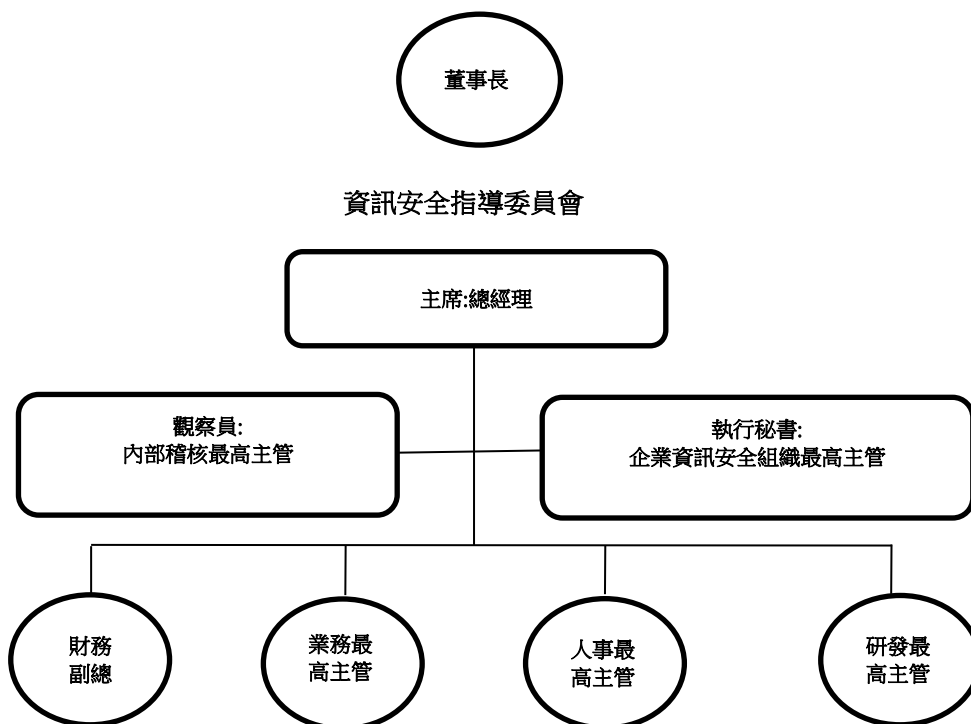 董事長
資訊安全指導委員會
主席:總經理
觀察員:
內部稽核最高主管
執行秘書:
企業資訊安全組織最高主管
財務
副總
業務最
高主管
人事最
高主管
研發最
高主管